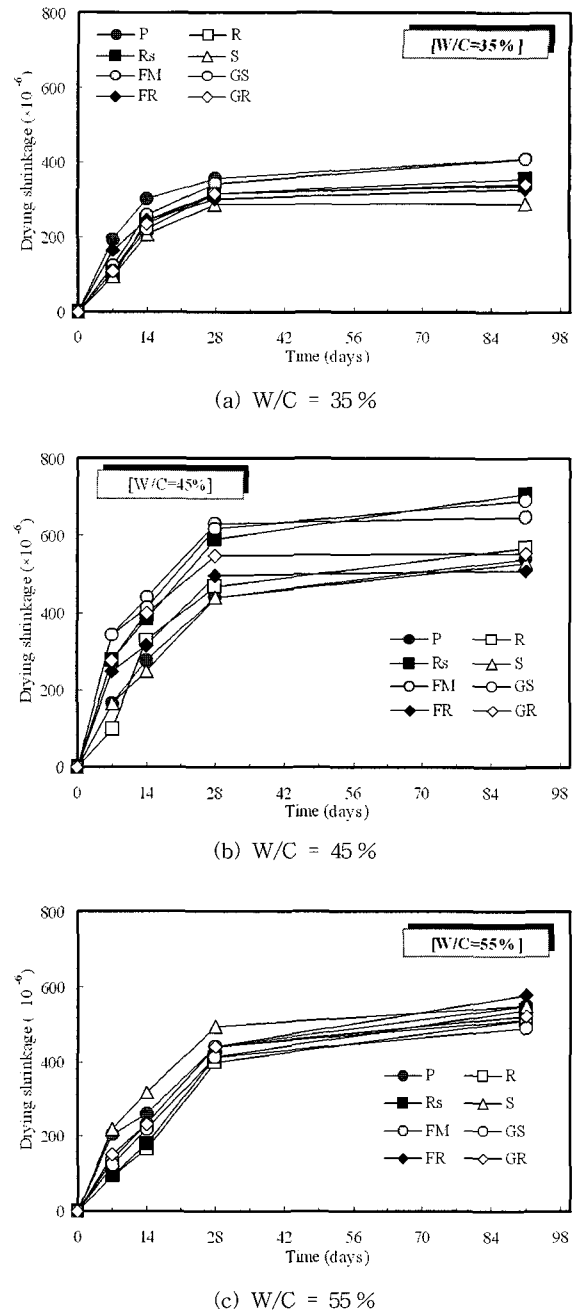 800
P R
Rs S
FM GS
FR GR
[W/C=35%]
600
400
200
0
Drying shrinkage (×10⁻⁶)
0 14 28 42 56 70 84 98
Time (days)
(a) W/C = 35 %
800
[W/C=45%]
600
400
200
0
Drying shrinkage (×10⁻⁶)
P R
Rs S
FM GS
FR GR
0 14 28 42 56 70 84 98
Time (days)
(b) W/C = 45 %
800
[W/C=55%]
600
400
200
0
Drying shrinkage ( 10⁻⁶)
P R
Rs S
FM GS
FR GR
0 14 28 42 56 70 84 98
Time (days)
(c) W/C = 55 %